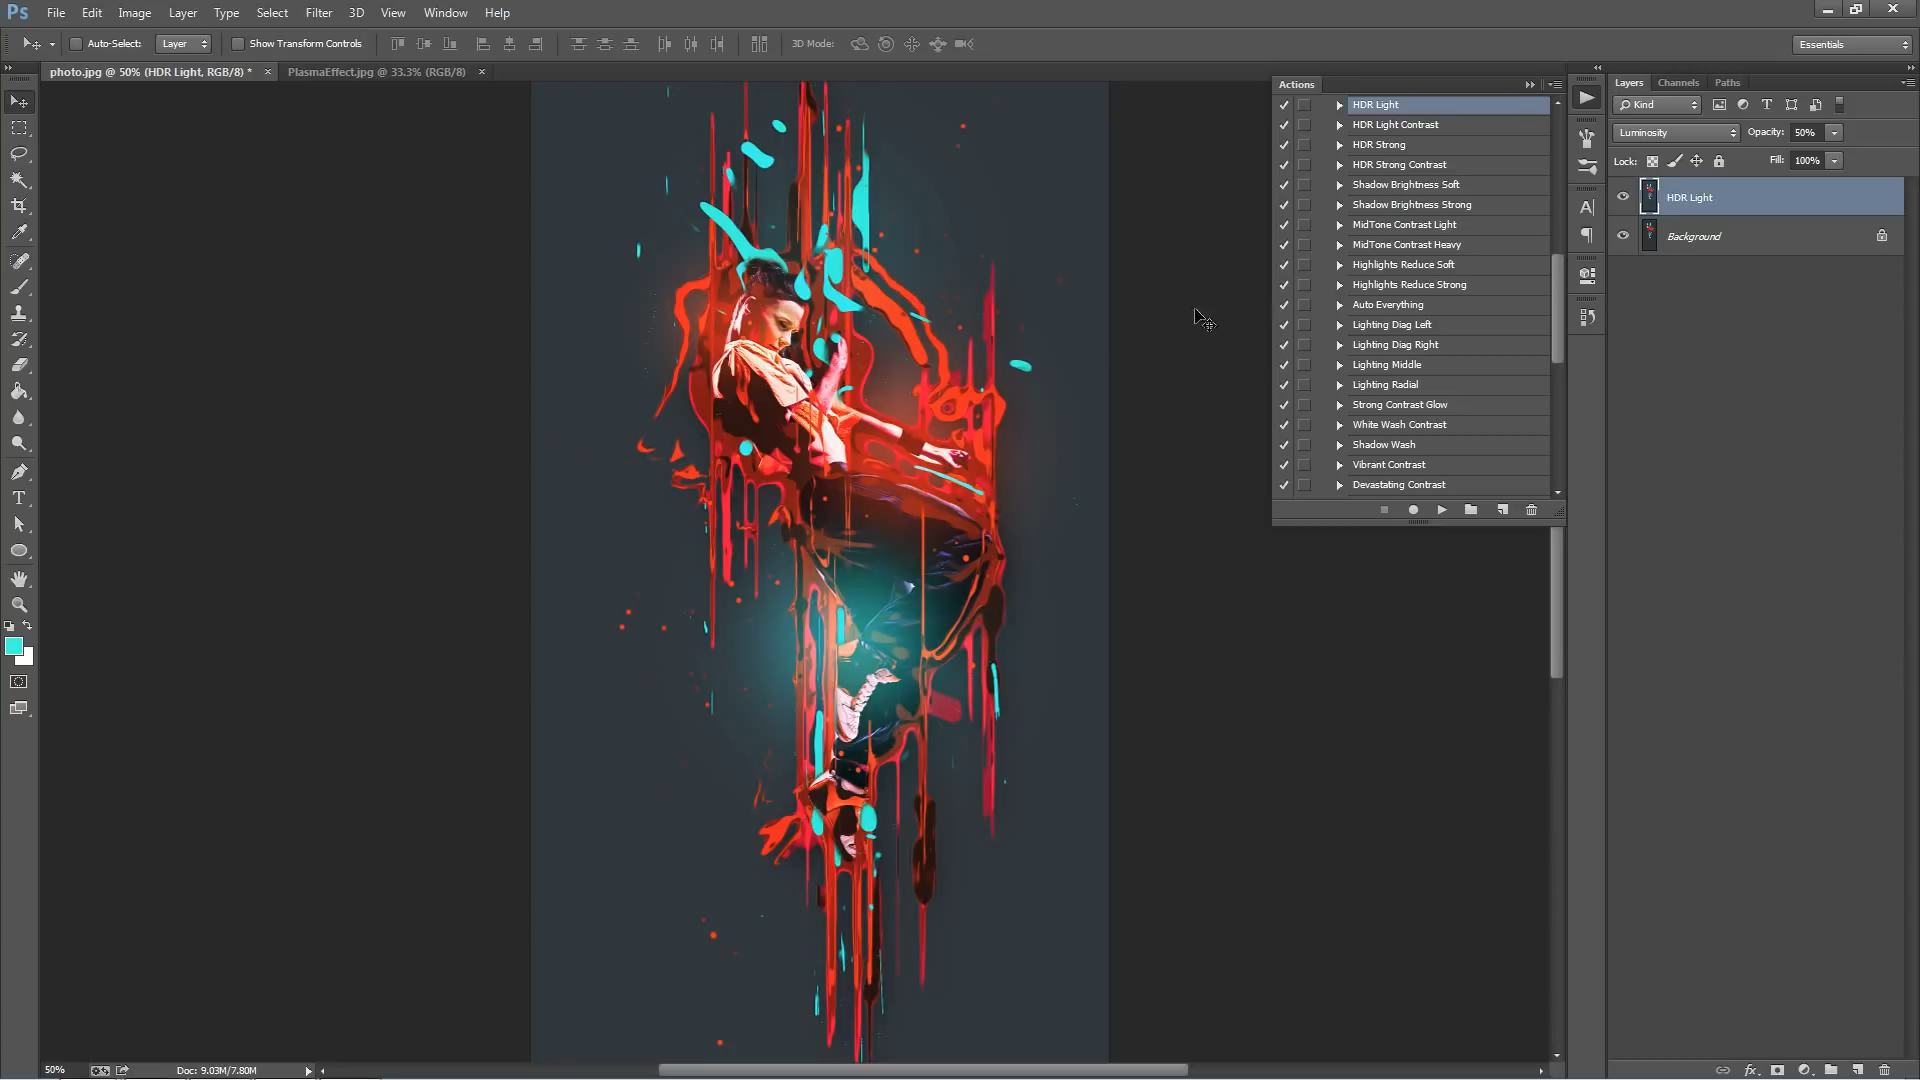 Ps File Edit Image Layer Type Select Filter 3D View Window Help
Auto-Select: Layer Show Transform Controls 3D Mode: Essentials
photo.jpg @ 50% (HDR Light, RGB/8) * × PlasmaEffect.jpg @ 33.3% (RGB/8) ×
Actions
HDR Light
HDR Light Contrast
HDR Strong
HDR Strong Contrast
Shadow Brightness Soft
Shadow Brightness Strong
MidTone Contrast Light
MidTone Contrast Heavy
Highlights Reduce Soft
Highlights Reduce Strong
Auto Everything
Lighting Diag Left
Lighting Diag Right
Lighting Middle
Lighting Radial
Strong Contrast Glow
White Wash Contrast
Shadow Wash
Vibrant Contrast
Devastating Contrast
Layers Channels Paths
Kind
Luminosity Opacity: 50%
Lock: Fill: 100%
HDR Light
Background
50% Doc: 9.03M/7.80M